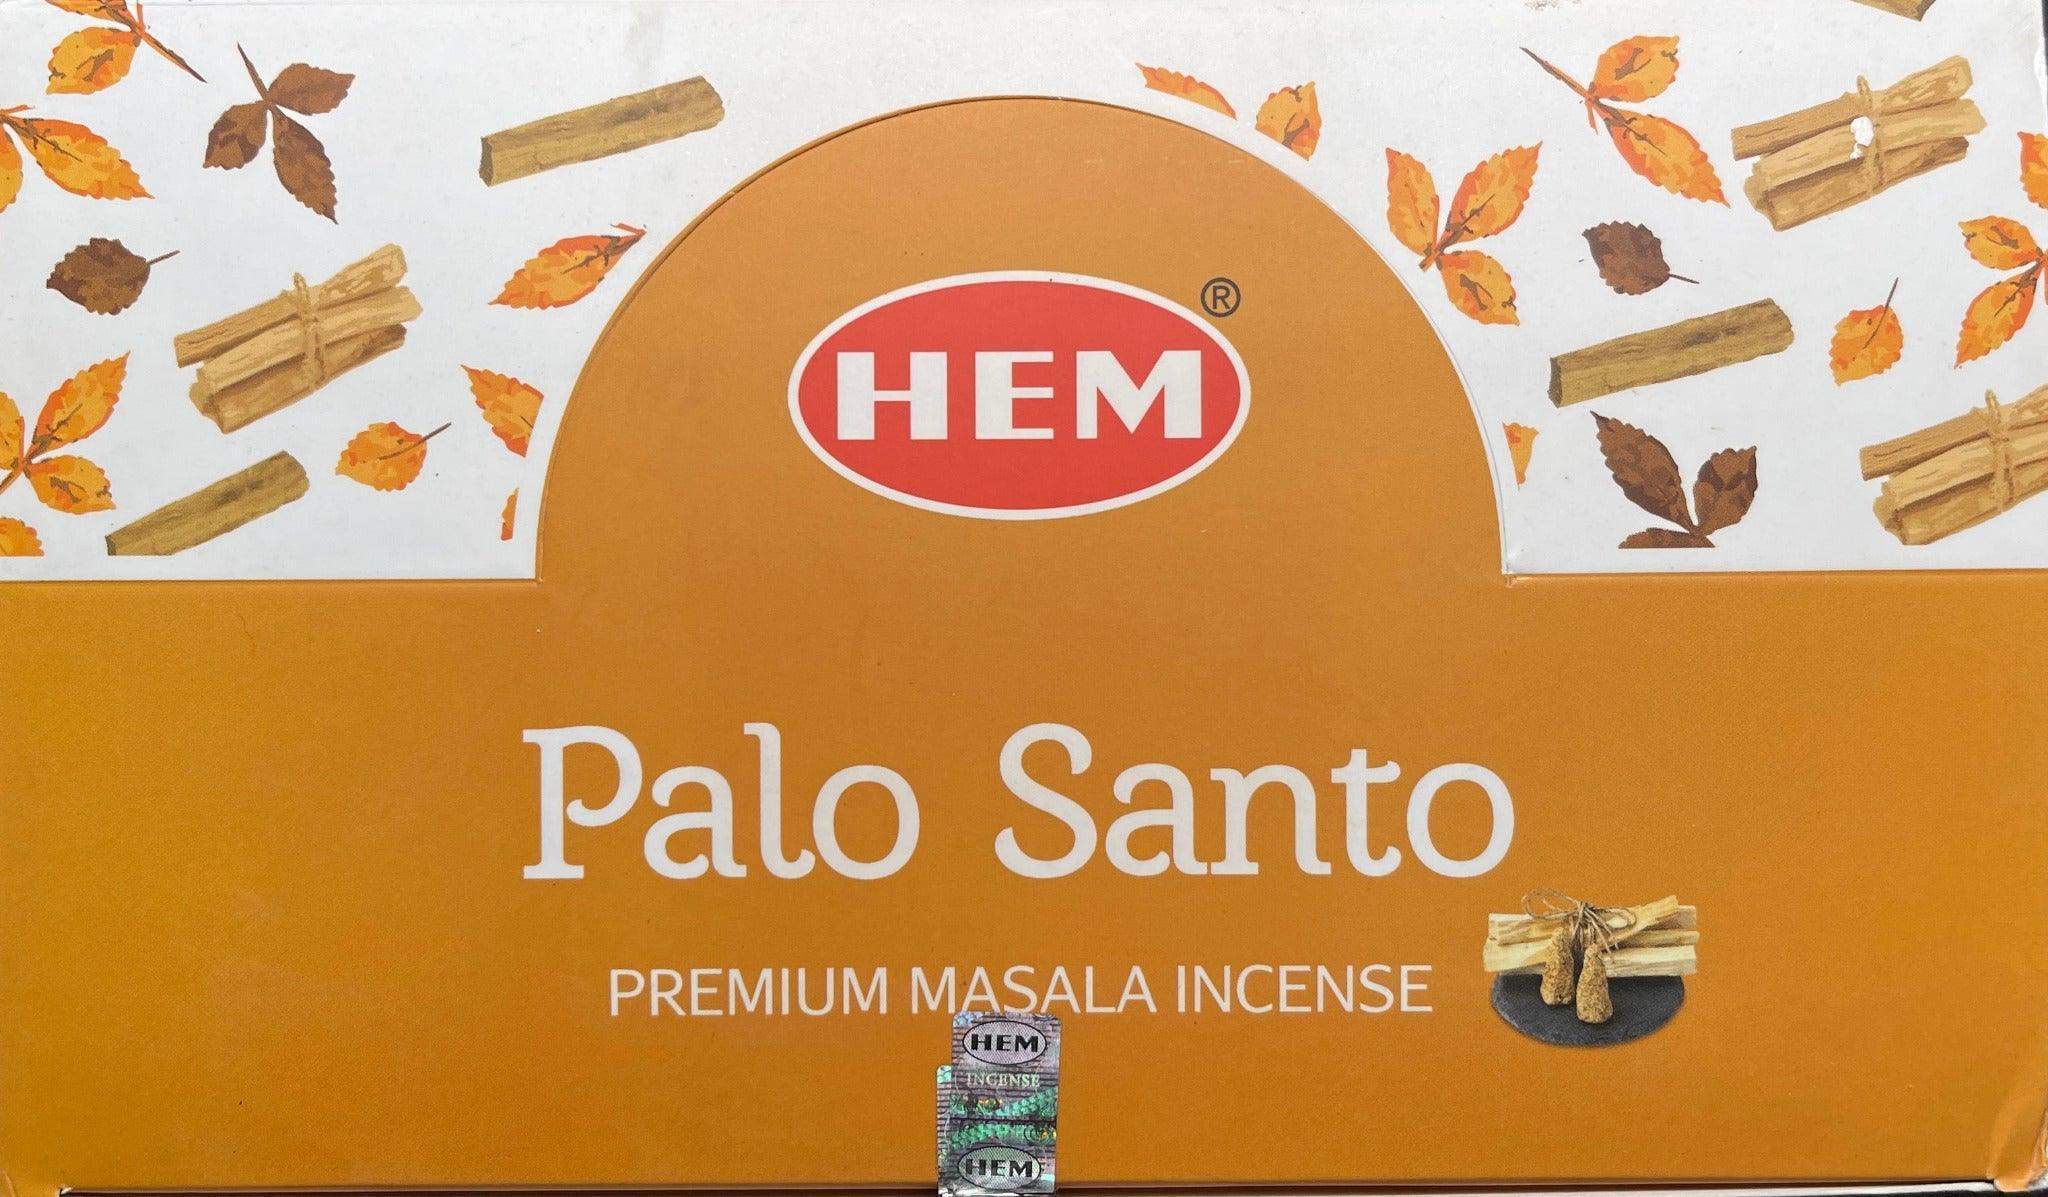 HEM®
Palo Santo
PREMIUM MASALA INCENSE
HEM
INCENSE
HEM